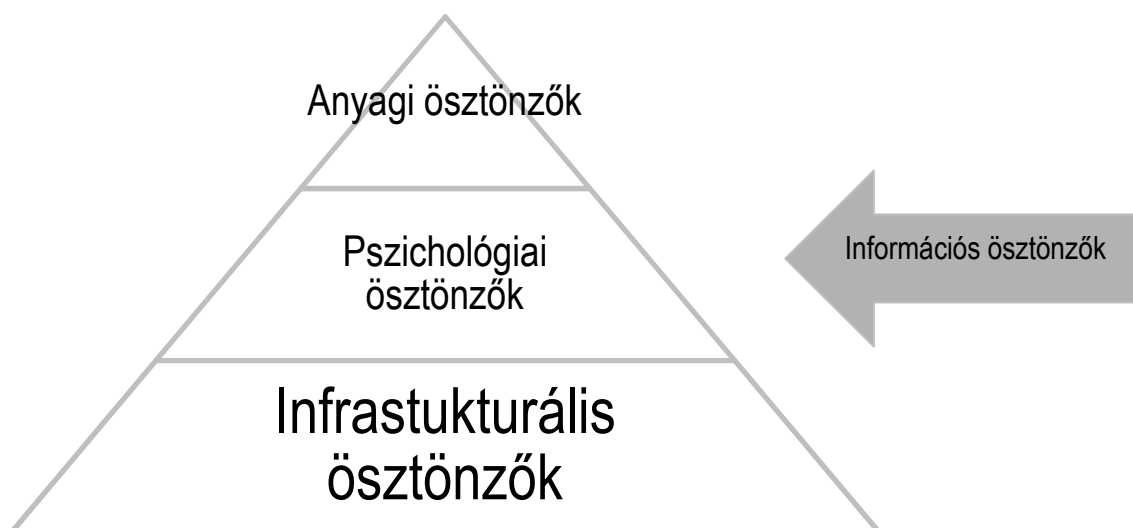 Anyagi ösztönzők
Pszichológiai
ösztönzők
Információs ösztönzők
Infrastukturális
ösztönzők